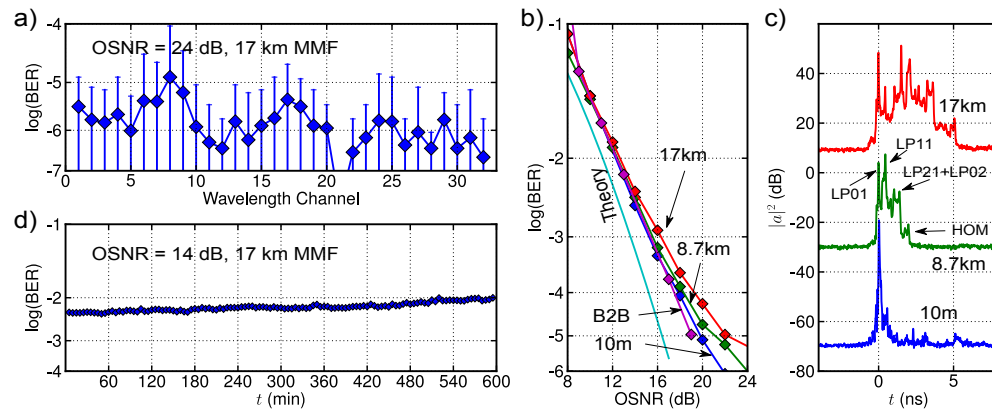 a)
OSNR = 24 dB, 17 km MMF
-4
-5
-6
-7
log(BER)
0 5 10 15 20 25 30
Wavelength Channel
d)
OSNR = 14 dB, 17 km MMF
-1
-2
-3
-4
log(BER)
60 120 180 240 300 360 420 480 540 600
t (min)
b)
-1
-2
-3
-4
-5
-6
log(BER)
Theory
17km
8.7km
B2B
10m
8 12 16 20 24
OSNR (dB)
c)
40
20
0
-20
-40
-60
-80
|a|² (dB)
17km
LP11
LP01
LP21+LP02
HOM
8.7km
10m
0 5
t (ns)